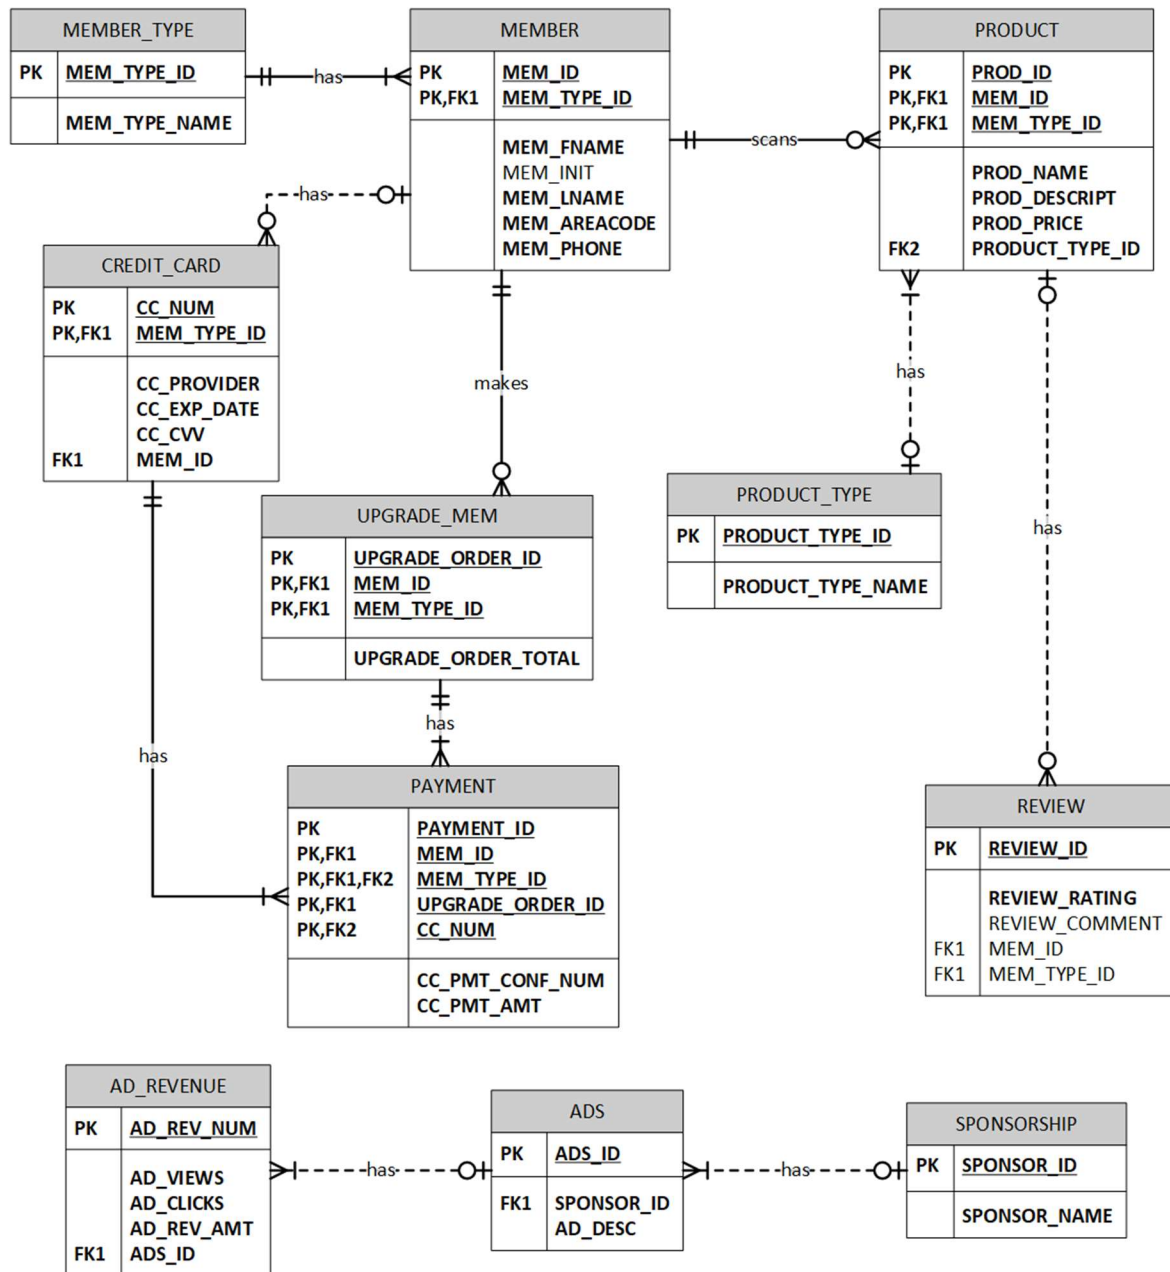 MEMBER_TYPE
PK MEM_TYPE_ID
MEM_TYPE_NAME
has
MEMBER
PK MEM_ID
PK,FK1 MEM_TYPE_ID
MEM_FNAME
MEM_INIT
MEM_LNAME
MEM_AREACODE
MEM_PHONE
scans
PRODUCT
PK PROD_ID
PK,FK1 MEM_ID
PK,FK1 MEM_TYPE_ID
PROD_NAME
PROD_DESCRIPT
PROD_PRICE
FK2 PRODUCT_TYPE_ID
has
CREDIT_CARD
PK CC_NUM
PK,FK1 MEM_TYPE_ID
CC_PROVIDER
CC_EXP_DATE
CC_CVV
FK1 MEM_ID
makes
has
PRODUCT_TYPE
PK PRODUCT_TYPE_ID
PRODUCT_TYPE_NAME
has
UPGRADE_MEM
PK UPGRADE_ORDER_ID
PK,FK1 MEM_ID
PK,FK1 MEM_TYPE_ID
UPGRADE_ORDER_TOTAL
has
has
PAYMENT
PK PAYMENT_ID
PK,FK1 MEM_ID
PK,FK1,FK2 MEM_TYPE_ID
PK,FK1 UPGRADE_ORDER_ID
PK,FK2 CC_NUM
CC_PMT_CONF_NUM
CC_PMT_AMT
REVIEW
PK REVIEW_ID
REVIEW_RATING
REVIEW_COMMENT
FK1 MEM_ID
FK1 MEM_TYPE_ID
AD_REVENUE
PK AD_REV_NUM
AD_VIEWS
AD_CLICKS
AD_REV_AMT
FK1 ADS_ID
has
ADS
PK ADS_ID
FK1 SPONSOR_ID
AD_DESC
has
SPONSORSHIP
PK SPONSOR_ID
SPONSOR_NAME